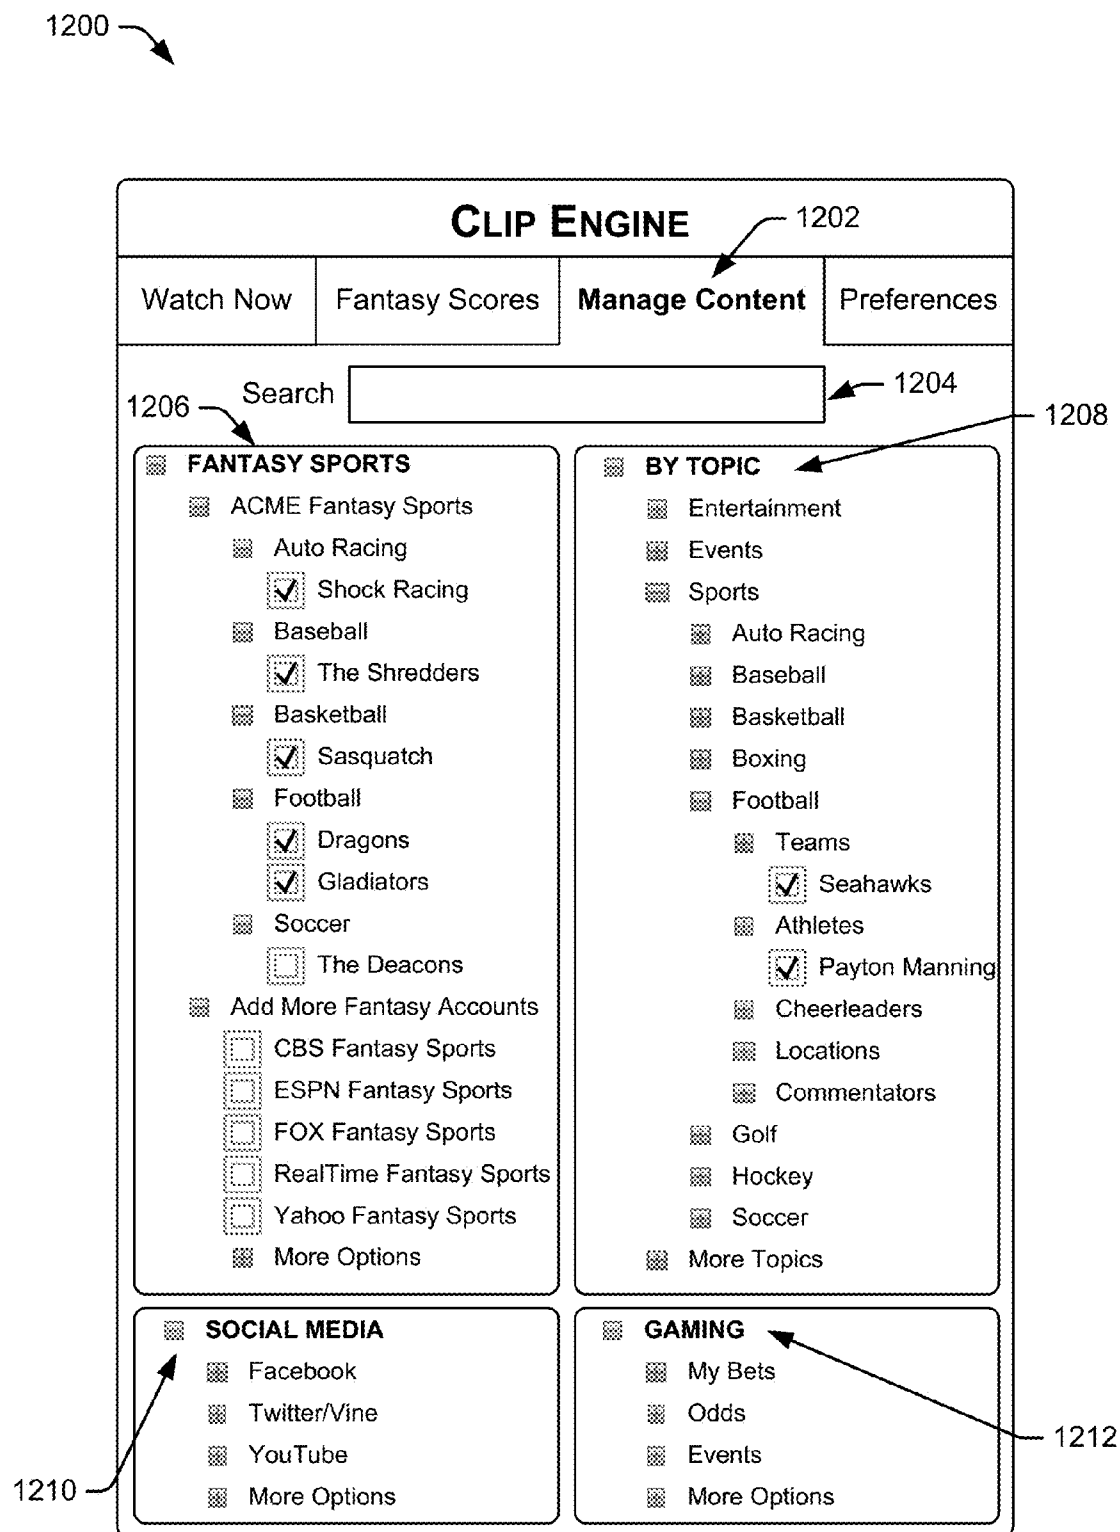 1200
CLIP ENGINE
1202
Watch Now
Fantasy Scores
Manage Content
Preferences
Search
1204
1206
1208
FANTASY SPORTS
ACME Fantasy Sports
Auto Racing
Shock Racing
Baseball
The Shredders
Basketball
Sasquatch
Football
Dragons
Gladiators
Soccer
The Deacons
Add More Fantasy Accounts
CBS Fantasy Sports
ESPN Fantasy Sports
FOX Fantasy Sports
RealTime Fantasy Sports
Yahoo Fantasy Sports
More Options
BY TOPIC
Entertainment
Events
Sports
Auto Racing
Baseball
Basketball
Boxing
Football
Teams
Seahawks
Athletes
Payton Manning
Cheerleaders
Locations
Commentators
Golf
Hockey
Soccer
More Topics
SOCIAL MEDIA
Facebook
Twitter/Vine
YouTube
More Options
1210
GAMING
My Bets
Odds
Events
More Options
1212